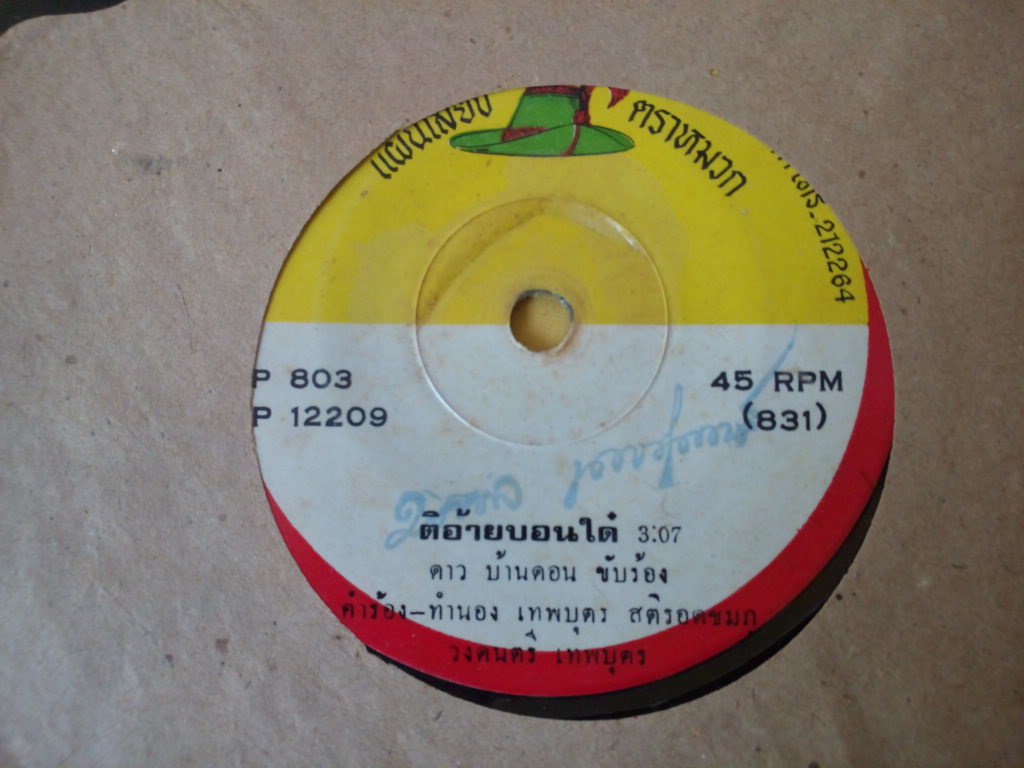 แผ่นเสียง
ตราหมวก
โทร. 212264
P 803
P 12209
45 RPM
(831)
ติอ้ายบอนใด๋ 3:07
ดาว บ้านดอน ขับร้อง
คำร้อง-ทำนอง เทพบุตร สติรอดชมภู
วงดนตรี เทพบุตร